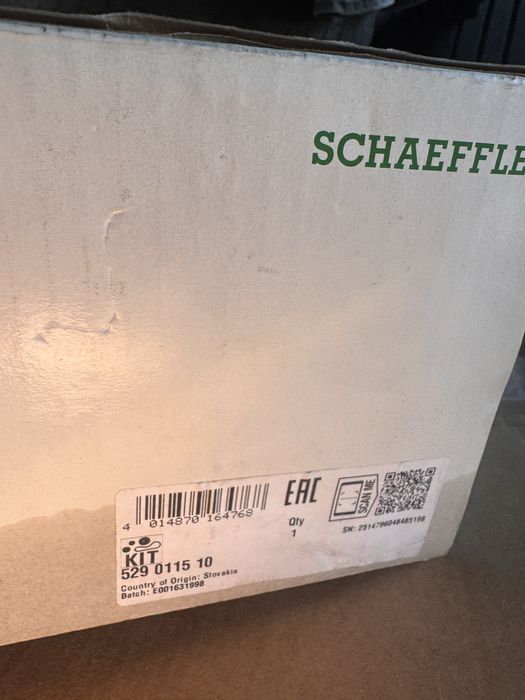 SCHAEFFLE
4 014870 164768
EAC
Qty
1
SCAN ME
SN: 2514796048485198
KIT
529 0115 10
Country of Origin: Slovakia
Batch: E001631998